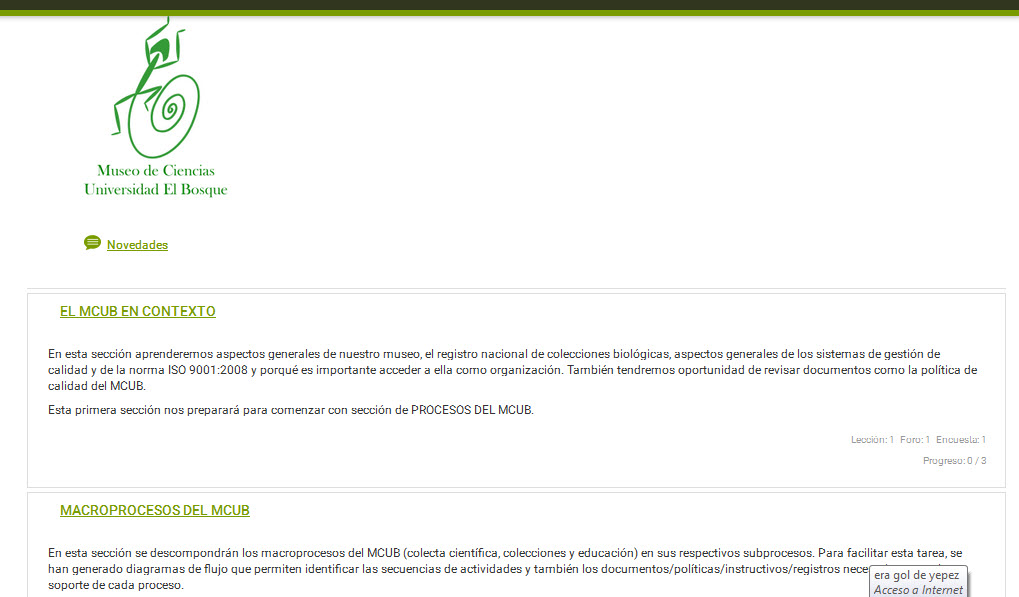 Museo de Ciencias
Universidad El Bosque
Novedades
EL MCUB EN CONTEXTO
En esta sección aprenderemos aspectos generales de nuestro museo, el registro nacional de colecciones biológicas, aspectos generales de los sistemas de gestión de
calidad y de la norma ISO 9001:2008 y porqué es importante acceder a ella como organización. También tendremos oportunidad de revisar documentos como la política de
calidad del MCUB.
Esta primera sección nos preparará para comenzar con sección de PROCESOS DEL MCUB.
Lección: 1 Foro: 1 Encuesta: 1
Progreso: 0 / 3
MACROPROCESOS DEL MCUB
En esta sección se descompondrán los macroprocesos del MCUB (colecta científica, colecciones y educación) en sus respectivos subprocesos. Para facilitar esta tarea, se
han generado diagramas de flujo que permiten identificar las secuencias de actividades y también los documentos/políticas/instructivos/registros
soporte de cada proceso.
era gol de yepez
Acceso a Internet